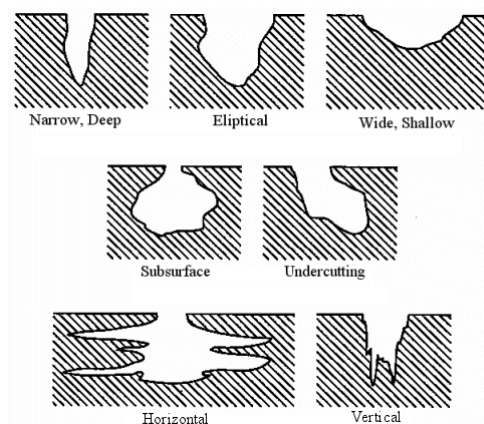 Narrow, Deep
Eliptical
Wide, Shallow
Subsurface
Undercutting
Horizontal
Vertical